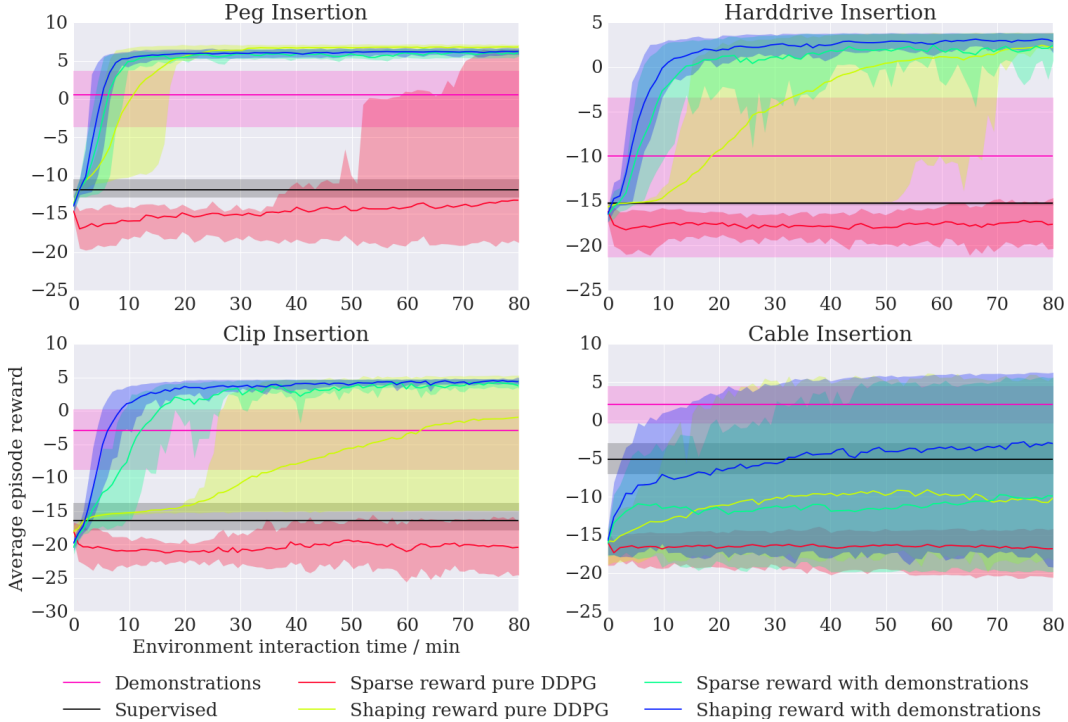 Peg Insertion
Harddrive Insertion
10
5
0
−5
−10
−15
−20
−25
0 10 20 30 40 50 60 70 80
5
0
−5
−10
−15
−20
−25
0 10 20 30 40 50 60 70 80
Clip Insertion
Cable Insertion
Average episode reward
10
5
0
−5
−10
−15
−20
−25
−30
0 10 20 30 40 50 60 70 80
Environment interaction time / min
10
5
0
−5
−10
−15
−20
−25
0 10 20 30 40 50 60 70 80
Demonstrations
Sparse reward pure DDPG
Sparse reward with demonstrations
Supervised
Shaping reward pure DDPG
Shaping reward with demonstrations